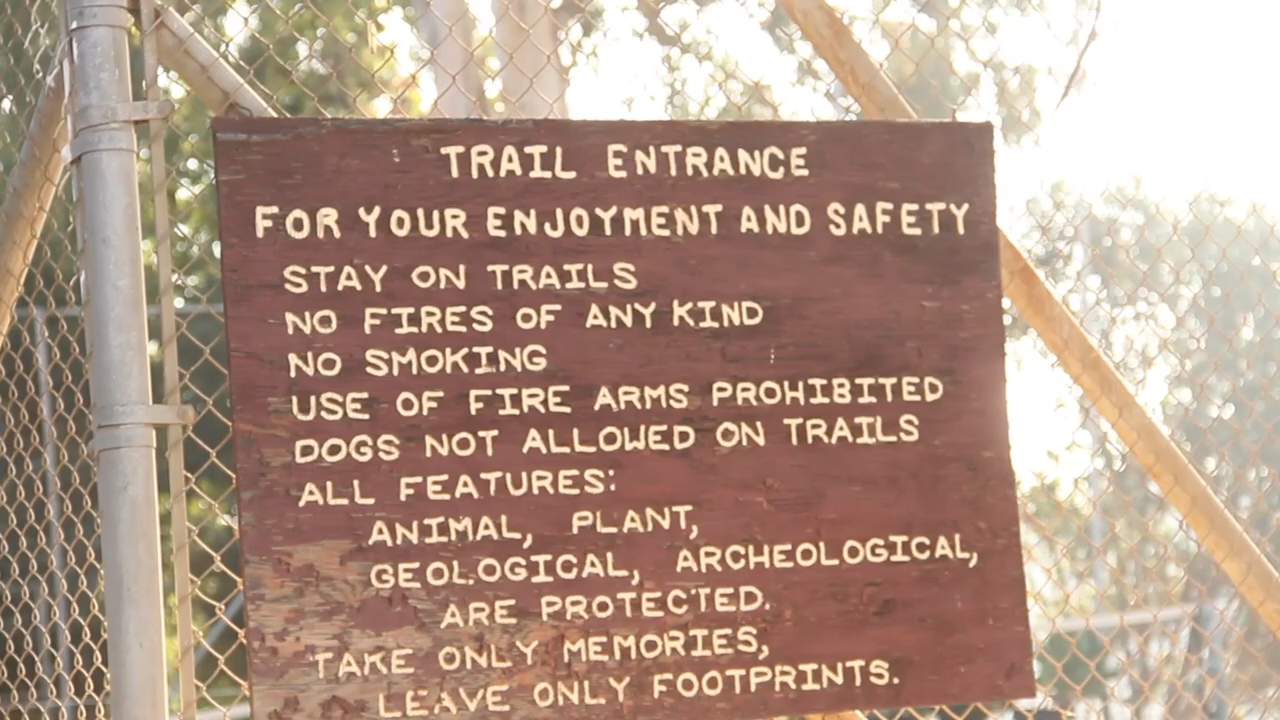 TRAIL ENTRANCE
FOR YOUR ENJOYMENT AND SAFETY
STAY ON TRAILS
NO FIRES OF ANY KIND
NO SMOKING
USE OF FIRE ARMS PROHIBITED
DOGS NOT ALLOWED ON TRAILS
ALL FEATURES:
ANIMAL, PLANT,
GEOLOGICAL, ARCHEOLOGICAL,
ARE PROTECTED.
TAKE ONLY MEMORIES,
LEAVE ONLY FOOTPRINTS.